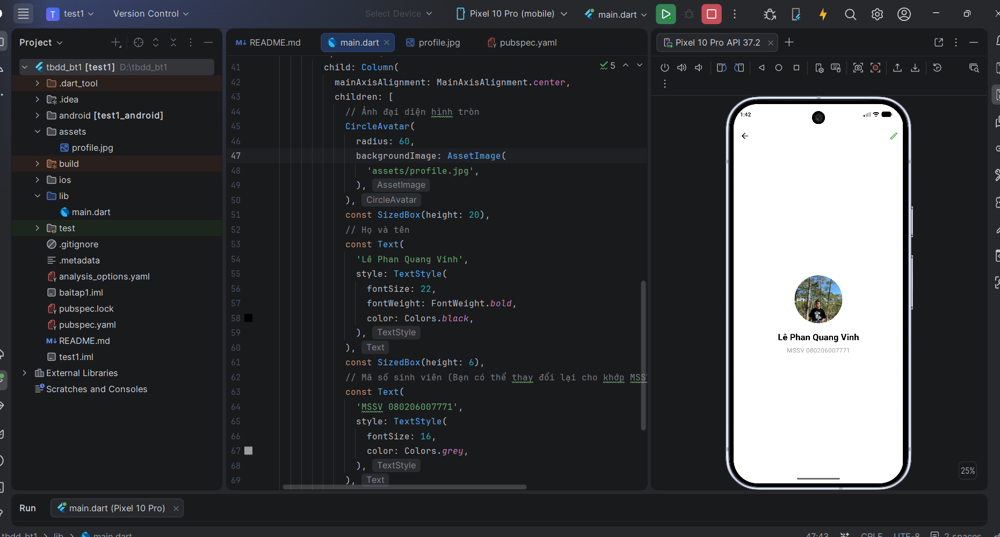 T test1
Version Control
Select Device
Pixel 10 Pro (mobile)
main.dart
Project
tbdd_bt1 [test1] D:\tbdd_bt1
.dart_tool
.idea
android [test1_android]
assets
profile.jpg
build
ios
lib
main.dart
test
.gitignore
.metadata
analysis_options.yaml
baitap1.iml
pubspec.lock
pubspec.yaml
M↓ README.md
test1.iml
External Libraries
Scratches and Consoles
M↓ README.md
main.dart
profile.jpg
pubspec.yaml
5
41 child: Column(
42 mainAxisAlignment: MainAxisAlignment.center,
43 children: [
44 // Ảnh đại diện hình tròn
45 CircleAvatar(
46 radius: 60,
47 backgroundImage: AssetImage(
48 'assets/profile.jpg',
49 ), AssetImage
50 ), CircleAvatar
51 const SizedBox(height: 20),
52 // Họ và tên
53 const Text(
54 'Lê Phan Quang Vinh',
55 style: TextStyle(
56 fontSize: 22,
57 fontWeight: FontWeight.bold,
58 color: Colors.black,
59 ), TextStyle
60 ), Text
61 const SizedBox(height: 6),
62 // Mã số sinh viên (Bạn có thể thay đổi lại cho khớp MSS
63 const Text(
64 'MSSV 080206007771',
65 style: TextStyle(
66 fontSize: 16,
67 color: Colors.grey,
68 ), TextStyle
69 ), Text
Pixel 10 Pro API 37.2
1:42
Lê Phan Quang Vinh
MSSV 080206007771
25%
Run
main.dart (Pixel 10 Pro)
tbdd_bt1 > lib > main.dart
47:43 CRLF UTF-8 2 spaces